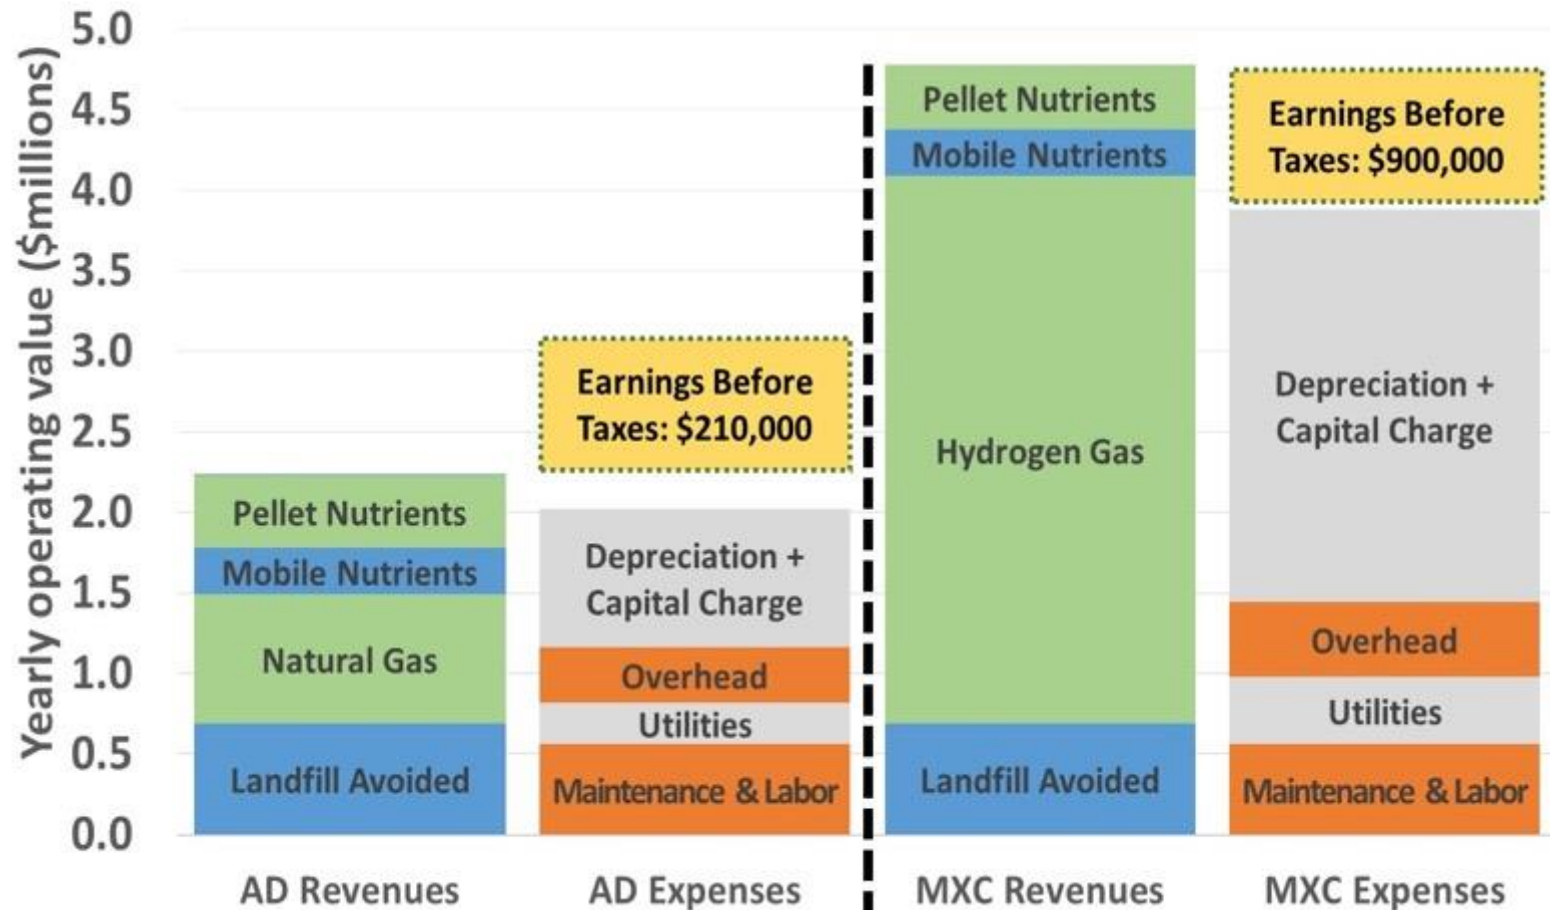 Yearly operating value ($millions)
5.0
4.5
4.0
3.5
3.0
2.5
2.0
1.5
1.0
0.5
0.0
Pellet Nutrients
Mobile Nutrients
Natural Gas
Landfill Avoided
Earnings Before
Taxes: $210,000
Depreciation +
Capital Charge
Overhead
Utilities
Maintenance & Labor
Pellet Nutrients
Mobile Nutrients
Hydrogen Gas
Landfill Avoided
Earnings Before
Taxes: $900,000
Depreciation +
Capital Charge
Overhead
Utilities
Maintenance & Labor
AD Revenues
AD Expenses
MXC Revenues
MXC Expenses